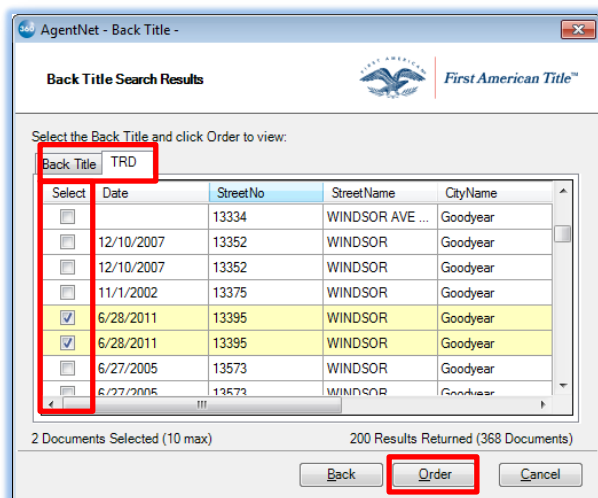 360 AgentNet - Back Title -
Back Title Search Results
FIRST AMERICAN
First American Title™
Select the Back Title and click Order to view:
Back Title TRD
Select Date StreetNo StreetName CityName
13334 WINDSOR AVE ... Goodyear
12/10/2007 13352 WINDSOR Goodyear
12/10/2007 13352 WINDSOR Goodyear
11/1/2002 13375 WINDSOR Goodyear
6/28/2011 13395 WINDSOR Goodyear
6/28/2011 13395 WINDSOR Goodyear
6/27/2005 13573 WINDSOR Goodyear
6/27/2005 13573 WINDSOR Goodyear
2 Documents Selected (10 max) 200 Results Returned (368 Documents)
Back Order Cancel